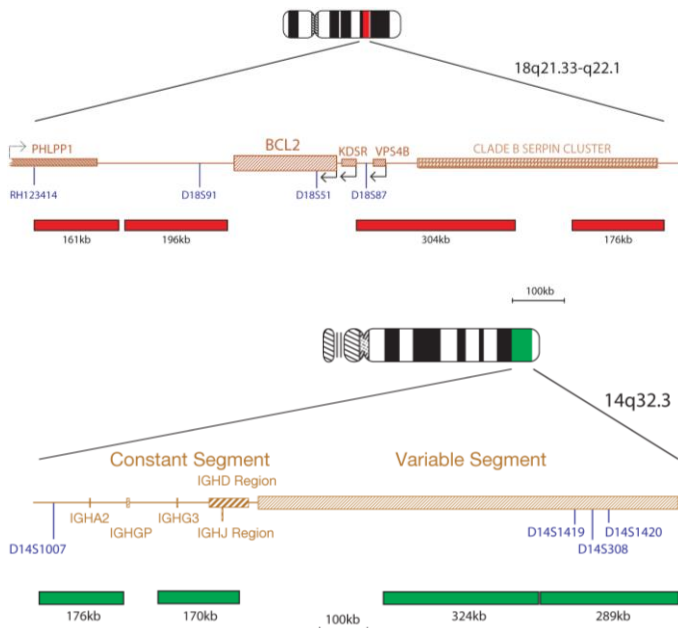 18q21.33-q22.1
PHLPP1
BCL2
KDSR
VPS4B
CLADE B SERPIN CLUSTER
RH123414
D18S91
D18S51
D18S87
161kb
196kb
304kb
176kb
100kb
14q32.3
Constant Segment
Variable Segment
IGHD Region
IGHA2
IGHGP
IGHG3
IGHJ Region
D14S1007
D14S1419
D14S1420
D14S308
176kb
170kb
100kb
324kb
289kb